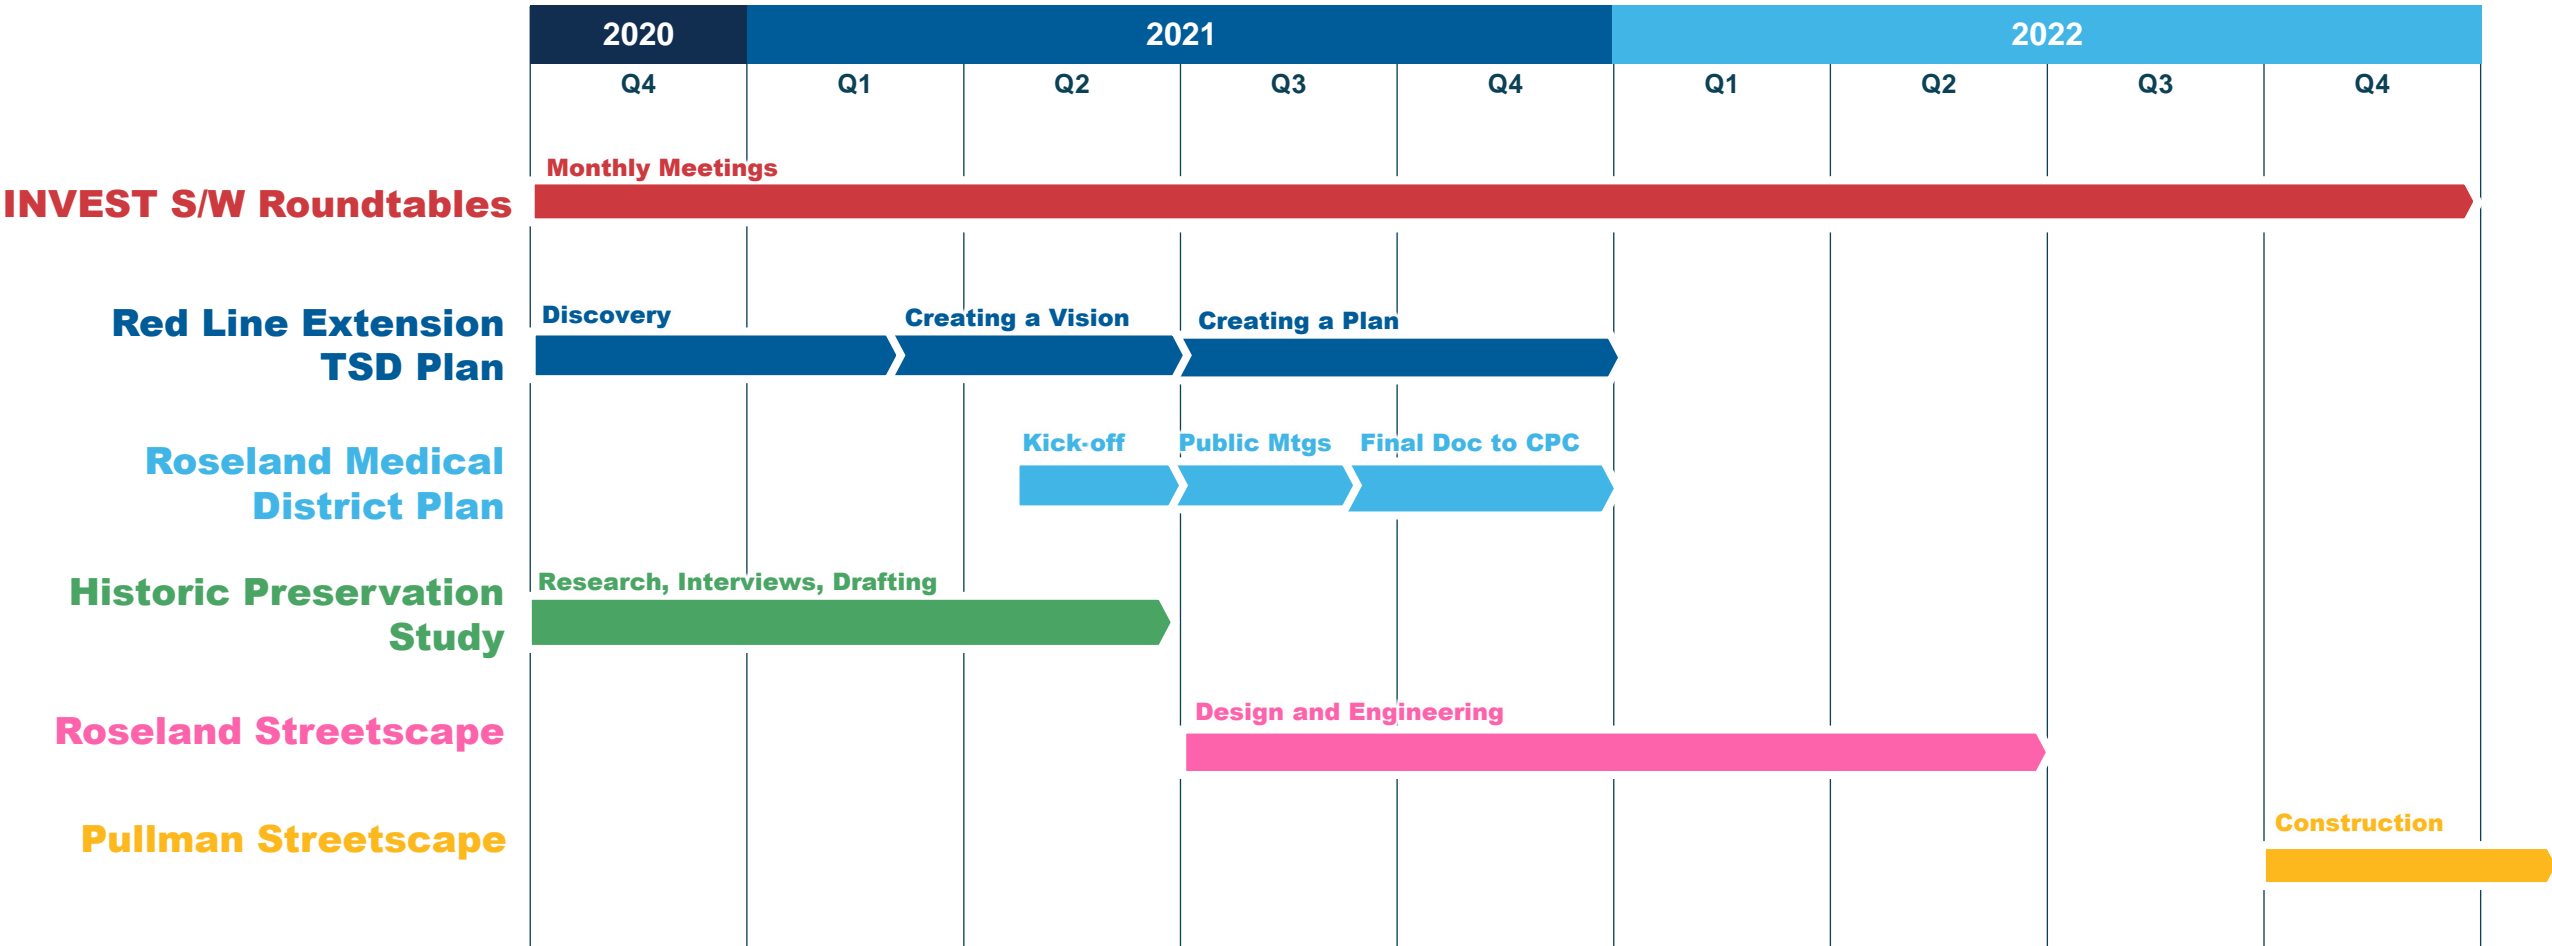 2020 2021 2022
Q4 Q1 Q2 Q3 Q4 Q1 Q2 Q3 Q4
Monthly Meetings
INVEST S/W Roundtables
Discovery Creating a Vision Creating a Plan
Red Line Extension
TSD Plan
Kick-off Public Mtgs Final Doc to CPC
Roseland Medical
District Plan
Research, Interviews, Drafting
Historic Preservation
Study
Design and Engineering
Roseland Streetscape
Construction
Pullman Streetscape